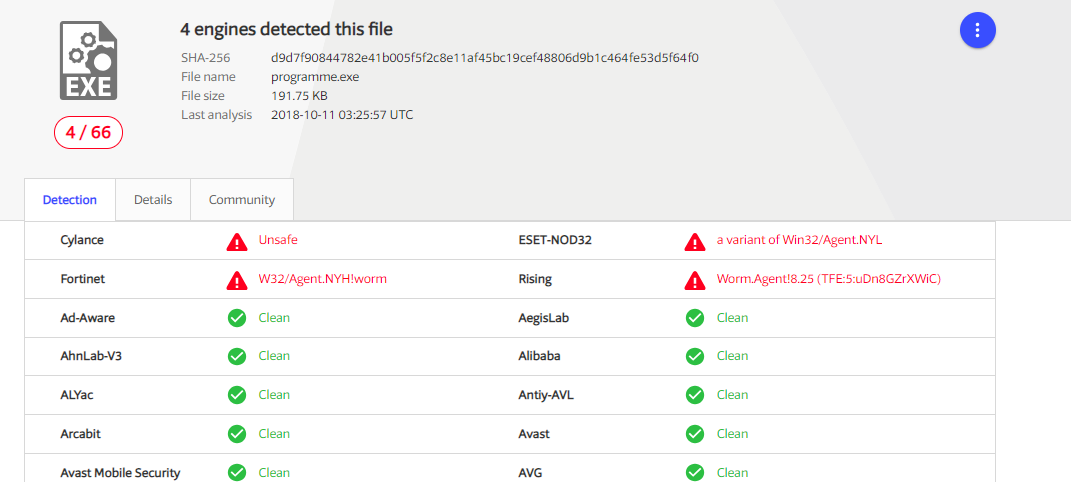 4 engines detected this file
SHA-256 d9d7f90844782e41b005f5f2c8e11af45bc19cef48806d9b1c464fe53d5f64f0
File name programme.exe
File size 191.75 KB
Last analysis 2018-10-11 03:25:57 UTC
EXE
4 / 66
Detection Details Community
Cylance Unsafe ESET-NOD32 a variant of Win32/Agent.NYL
Fortinet W32/Agent.NYH!worm Rising Worm.Agent!8.25 (TFE:5:uDn8GZrXWiC)
Ad-Aware Clean AegisLab Clean
AhnLab-V3 Clean Alibaba Clean
ALYac Clean Antiy-AVL Clean
Arcabit Clean Avast Clean
Avast Mobile Security Clean AVG Clean